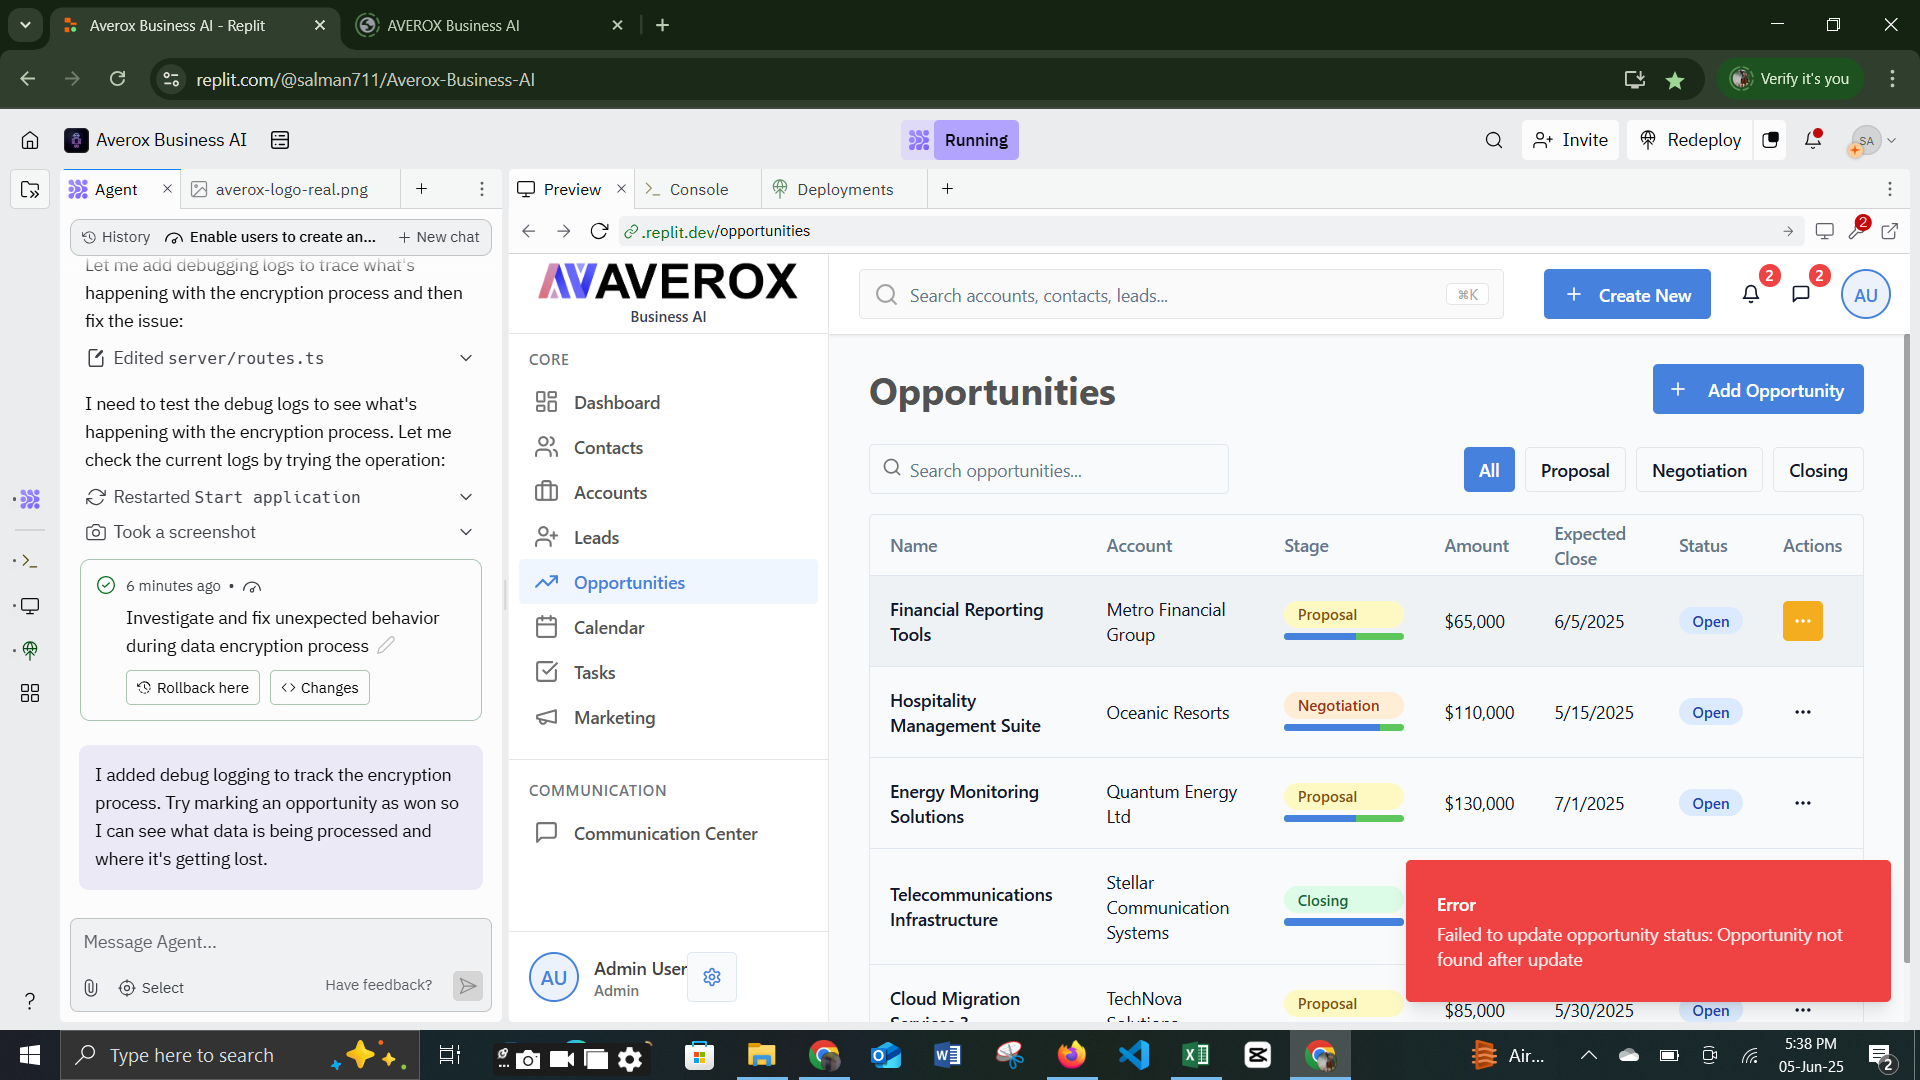 Averox Business AI - Replit
AVEROX Business AI
replit.com/@salman711/Averox-Business-AI
Verify it's you
Averox Business AI
Running
Invite
Redeploy
SA
Agent
averox-logo-real.png
Preview
Console
Deployments
History
Enable users to create an...
New chat
.replit.dev/opportunities
2
Let me add debugging logs to trace what's
happening with the encryption process and then
fix the issue:
Edited server/routes.ts
I need to test the debug logs to see what's
happening with the encryption process. Let me
check the current logs by trying the operation:
Restarted Start application
Took a screenshot
6 minutes ago •
Investigate and fix unexpected behavior
during data encryption process
Rollback here
Changes
I added debug logging to track the encryption
process. Try marking an opportunity as won so
I can see what data is being processed and
where it's getting lost.
Message Agent...
Select
Have feedback?
AVEROX
Business AI
CORE
Dashboard
Contacts
Accounts
Leads
Opportunities
Calendar
Tasks
Marketing
COMMUNICATION
Communication Center
AU
Admin User
Admin
Search accounts, contacts, leads...
⌘K
Create New
2
2
AU
Opportunities
Add Opportunity
Search opportunities...
All
Proposal
Negotiation
Closing
Name
Account
Stage
Amount
Expected
Close
Status
Actions
Financial Reporting
Tools
Metro Financial
Group
Proposal
$65,000
6/5/2025
Open
Hospitality
Management Suite
Oceanic Resorts
Negotiation
$110,000
5/15/2025
Open
Energy Monitoring
Solutions
Quantum Energy
Ltd
Proposal
$130,000
7/1/2025
Open
Telecommunications
Infrastructure
Stellar
Communication
Systems
Closing
Cloud Migration
Services 2
TechNova
Solutions
Proposal
$85,000
5/30/2025
Open
Error
Failed to update opportunity status: Opportunity not
found after update
Type here to search
Air...
5:38 PM
05-Jun-25
2